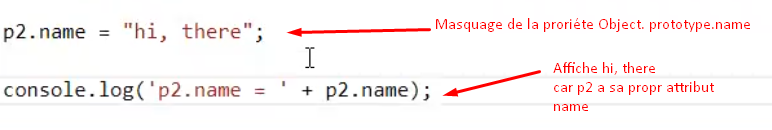 p2.name = "hi, there";
Masquage de la proriéte Object. prototype.name
console.log('p2.name = ' + p2.name);
Affiche hi, there
car p2 a sa propr attribut
name